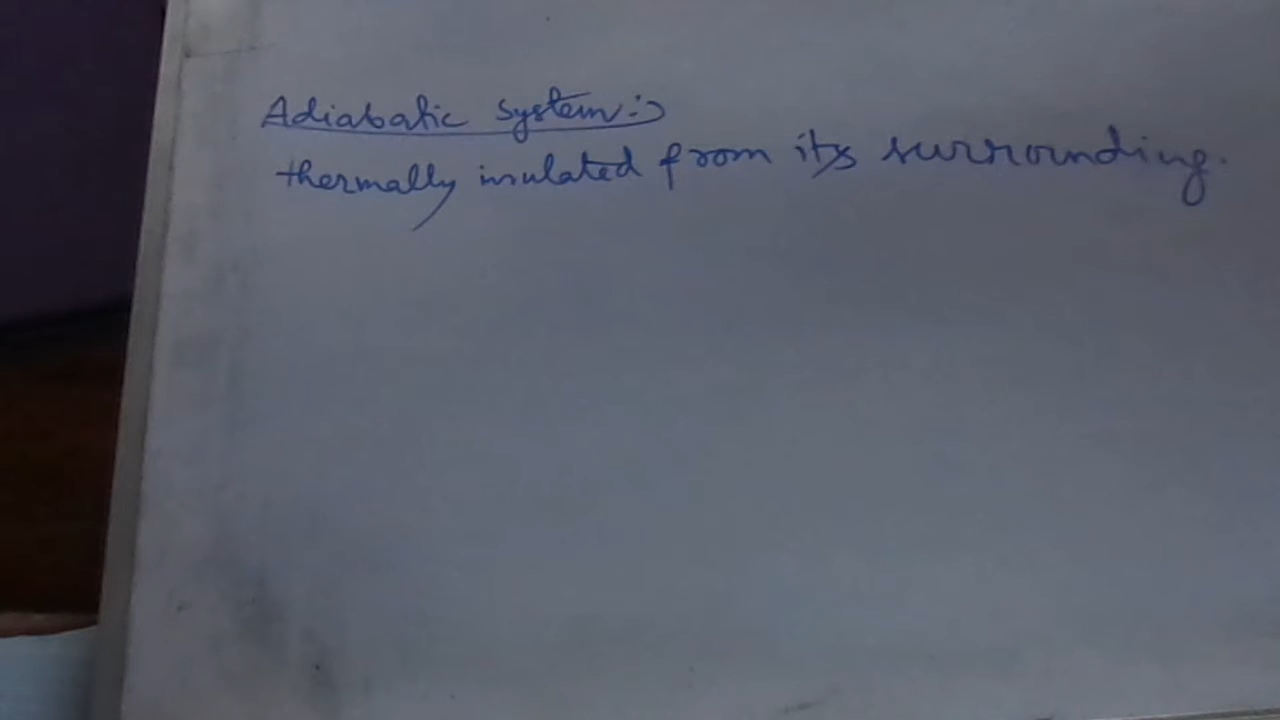 Adiabatic system:-
thermally insulated from its surrounding.